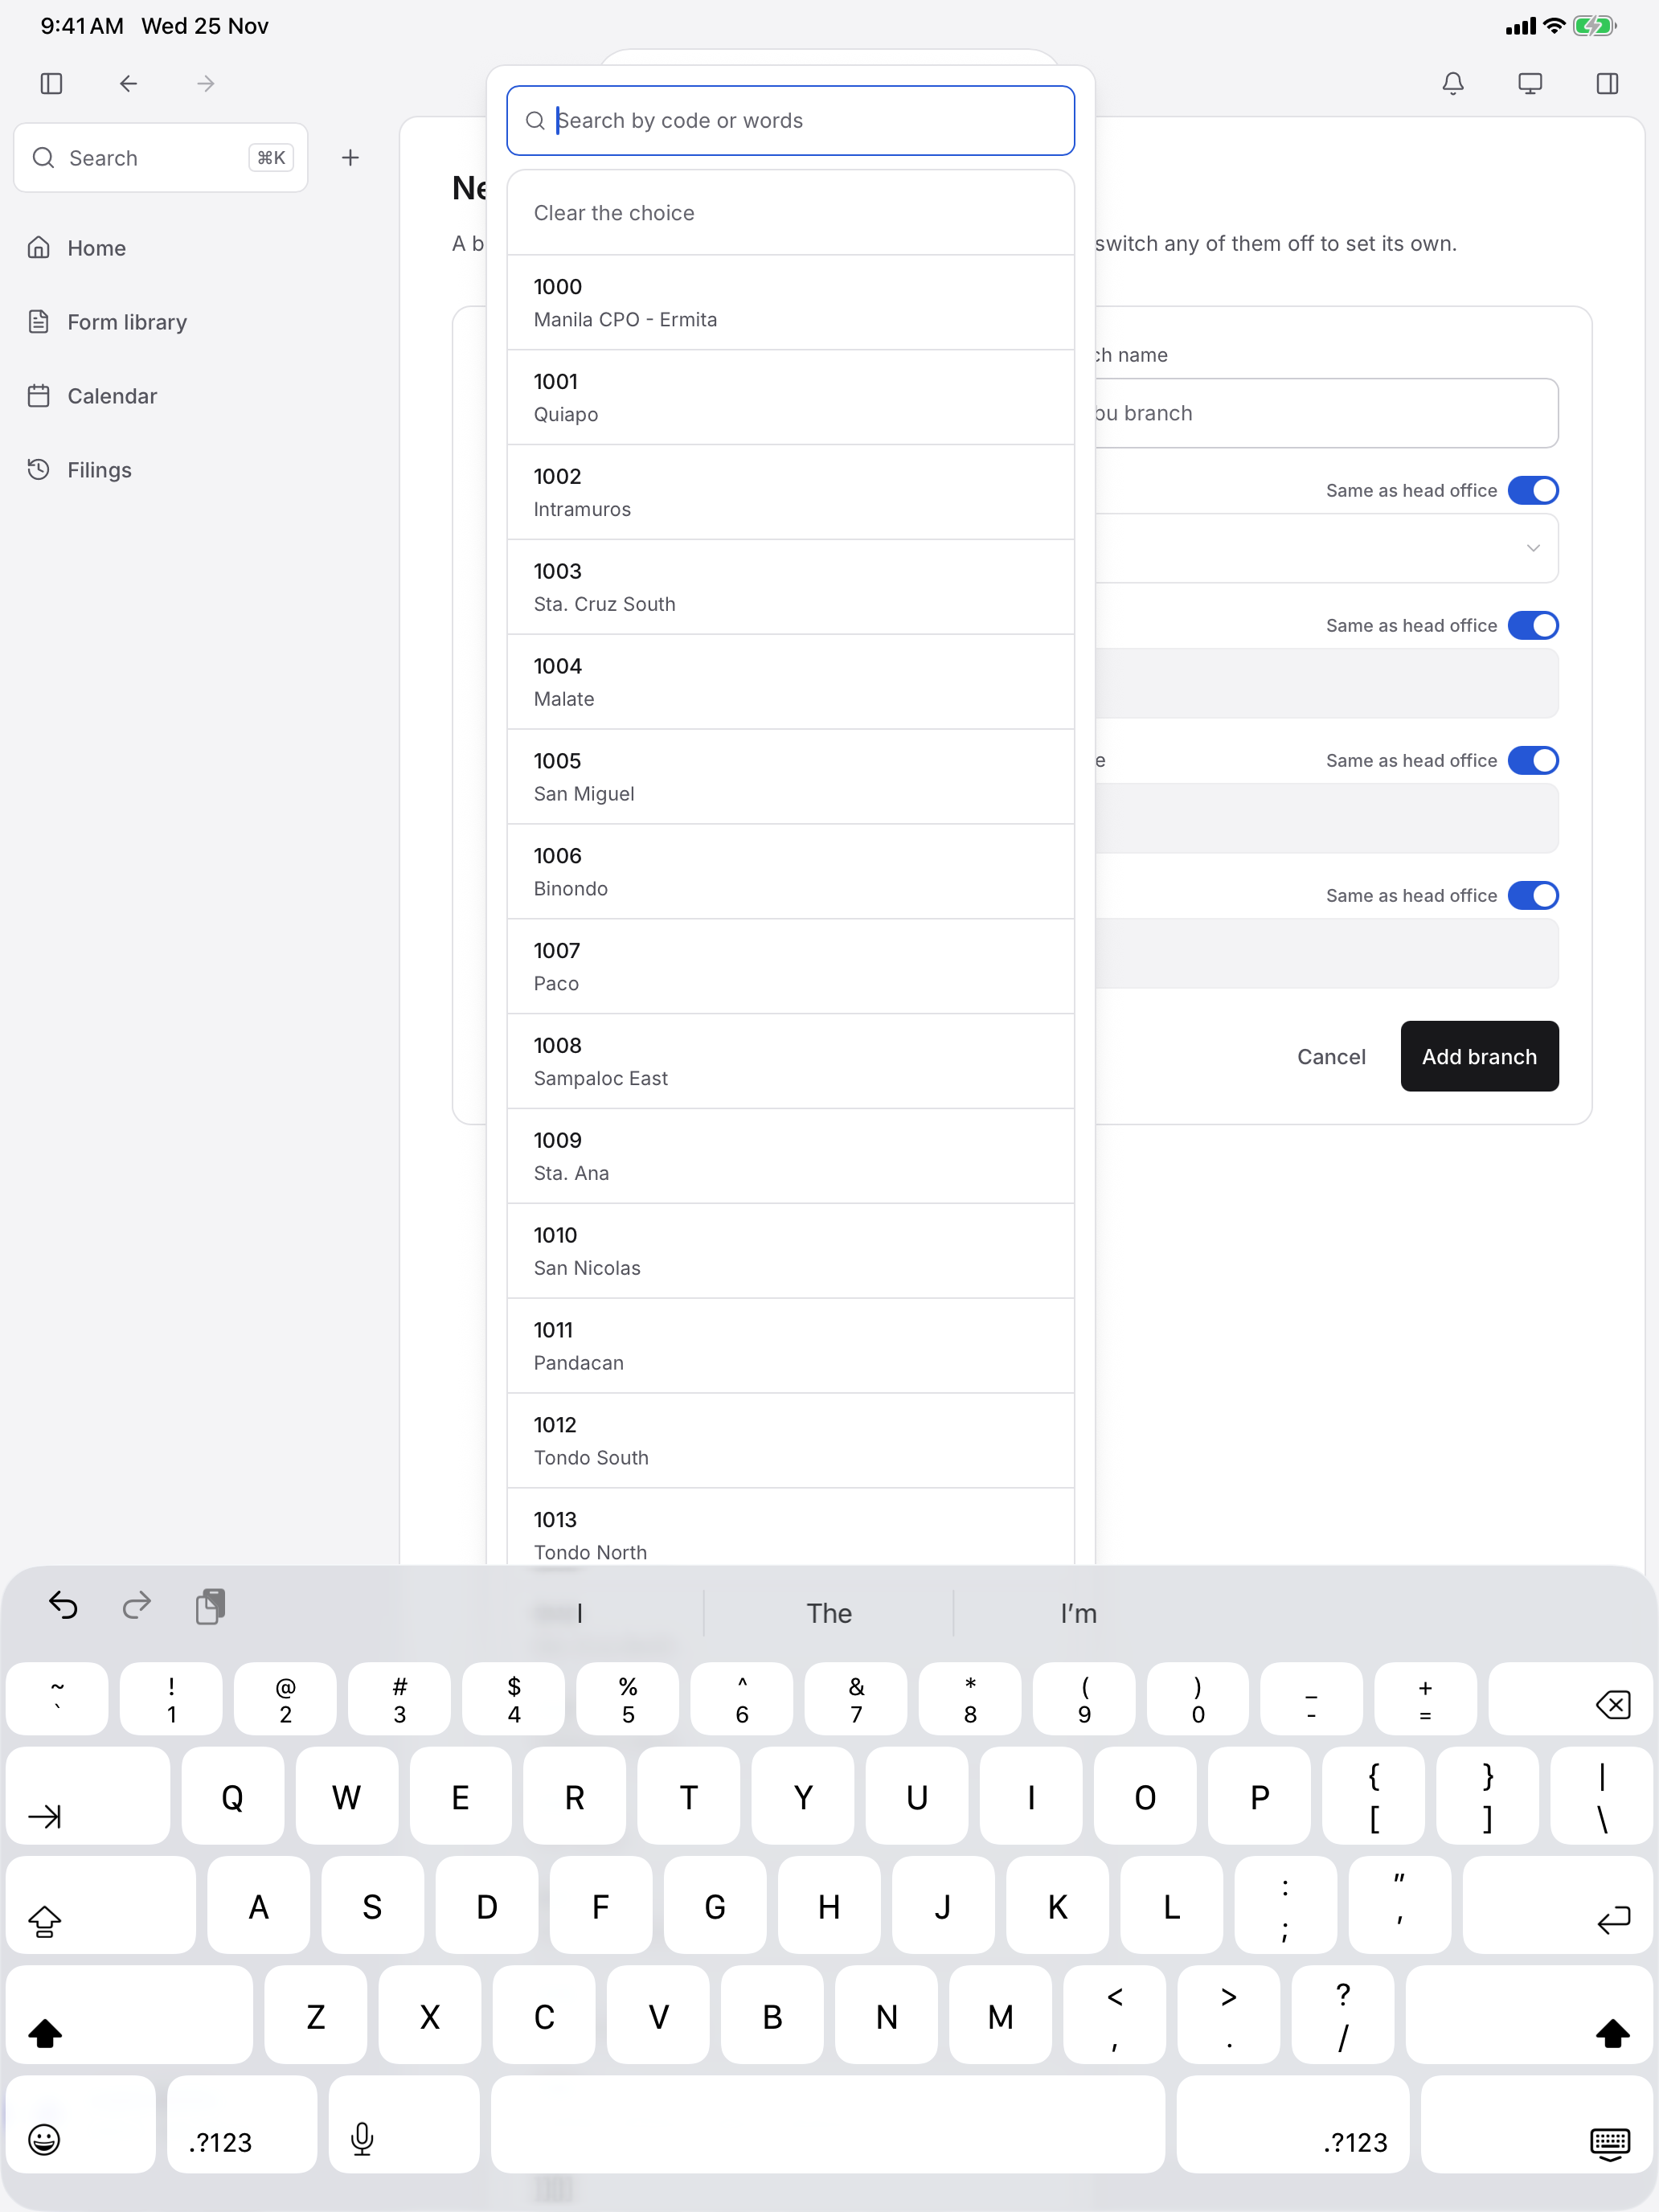 9:41 AM Wed 25 Nov
Search ⌘K
Home
Form library
Calendar
Filings
Search by code or words
Clear the choice
1000
Manila CPO - Ermita
1001
Quiapo
1002
Intramuros
1003
Sta. Cruz South
1004
Malate
1005
San Miguel
1006
Binondo
1007
Paco
1008
Sampaloc East
1009
Sta. Ana
1010
San Nicolas
1011
Pandacan
1012
Tondo South
1013
Tondo North
switch any of them off to set its own.
branch
Same as head office
Same as head office
Same as head office
Same as head office
Cancel
Add branch
I The I’m
~ ! @ # $ % ^ & * ( ) _ +
` 1 2 3 4 5 6 7 8 9 0 - =
Q W E R T Y U I O P { } |
[ ] \
A S D F G H J K L : "
; '
Z X C V B N M < > ?
, . /
.?123 .?123